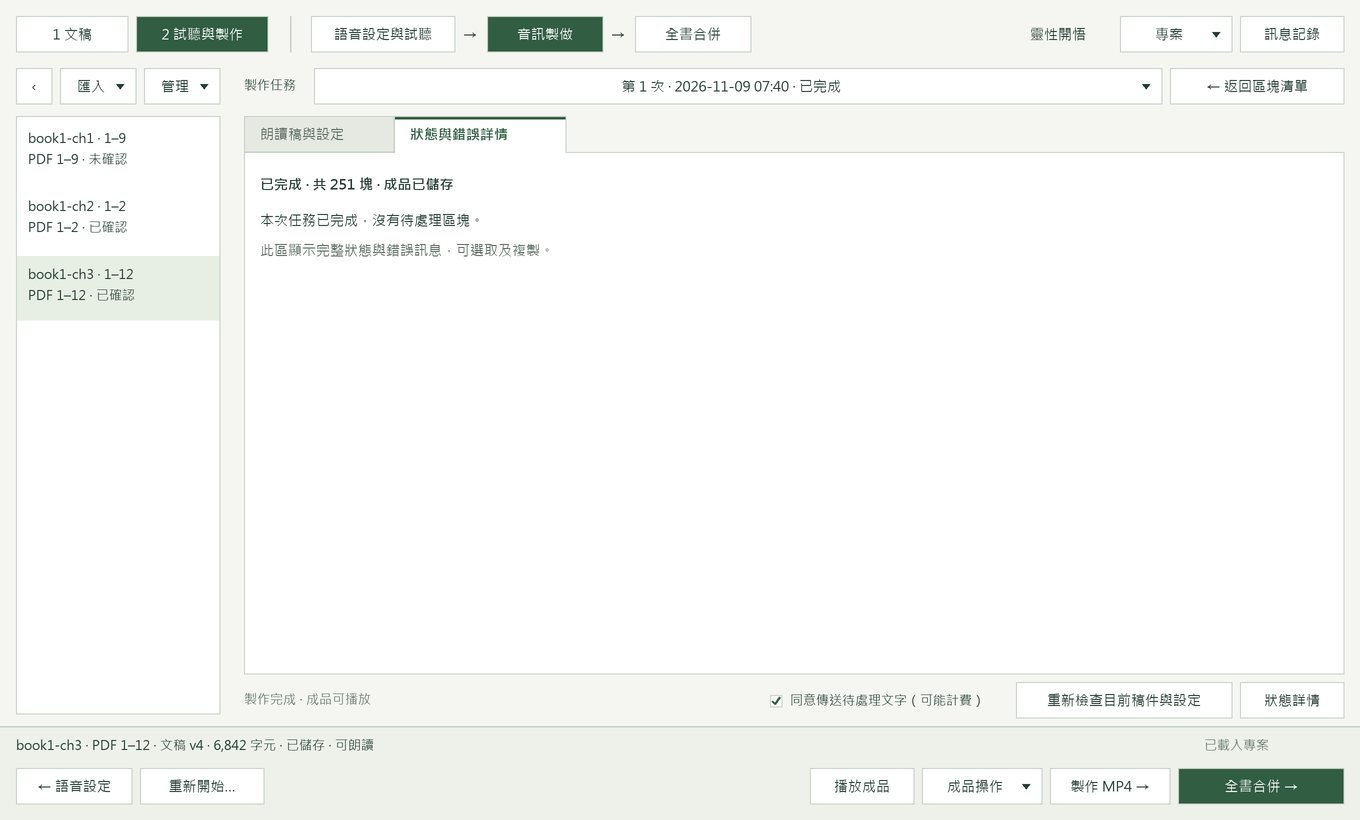 1 文稿
2 試聽與製作
語音設定與試聽
→
音訊製做
→
全書合併
靈性開悟
專案 ▼
訊息記錄
‹
匯入 ▼
管理 ▼
製作任務
第 1 次 · 2026-11-09 07:40 · 已完成 ▼
← 返回區塊清單
book1-ch1 · 1–9
PDF 1–9 · 未確認
book1-ch2 · 1–2
PDF 1–2 · 已確認
book1-ch3 · 1–12
PDF 1–12 · 已確認
朗讀稿與設定
狀態與錯誤詳情
已完成 · 共 251 塊 · 成品已儲存
本次任務已完成，沒有待處理區塊。
此區顯示完整狀態與錯誤訊息，可選取及複製。
製作完成 · 成品可播放
同意傳送待處理文字（可能計費）
重新檢查目前稿件與設定
狀態詳情
book1-ch3 · PDF 1–12 · 文稿 v4 · 6,842 字元 · 已儲存 · 可朗讀
已載入專案
← 語音設定
重新開始…
播放成品
成品操作 ▼
製作 MP4 →
全書合併 →